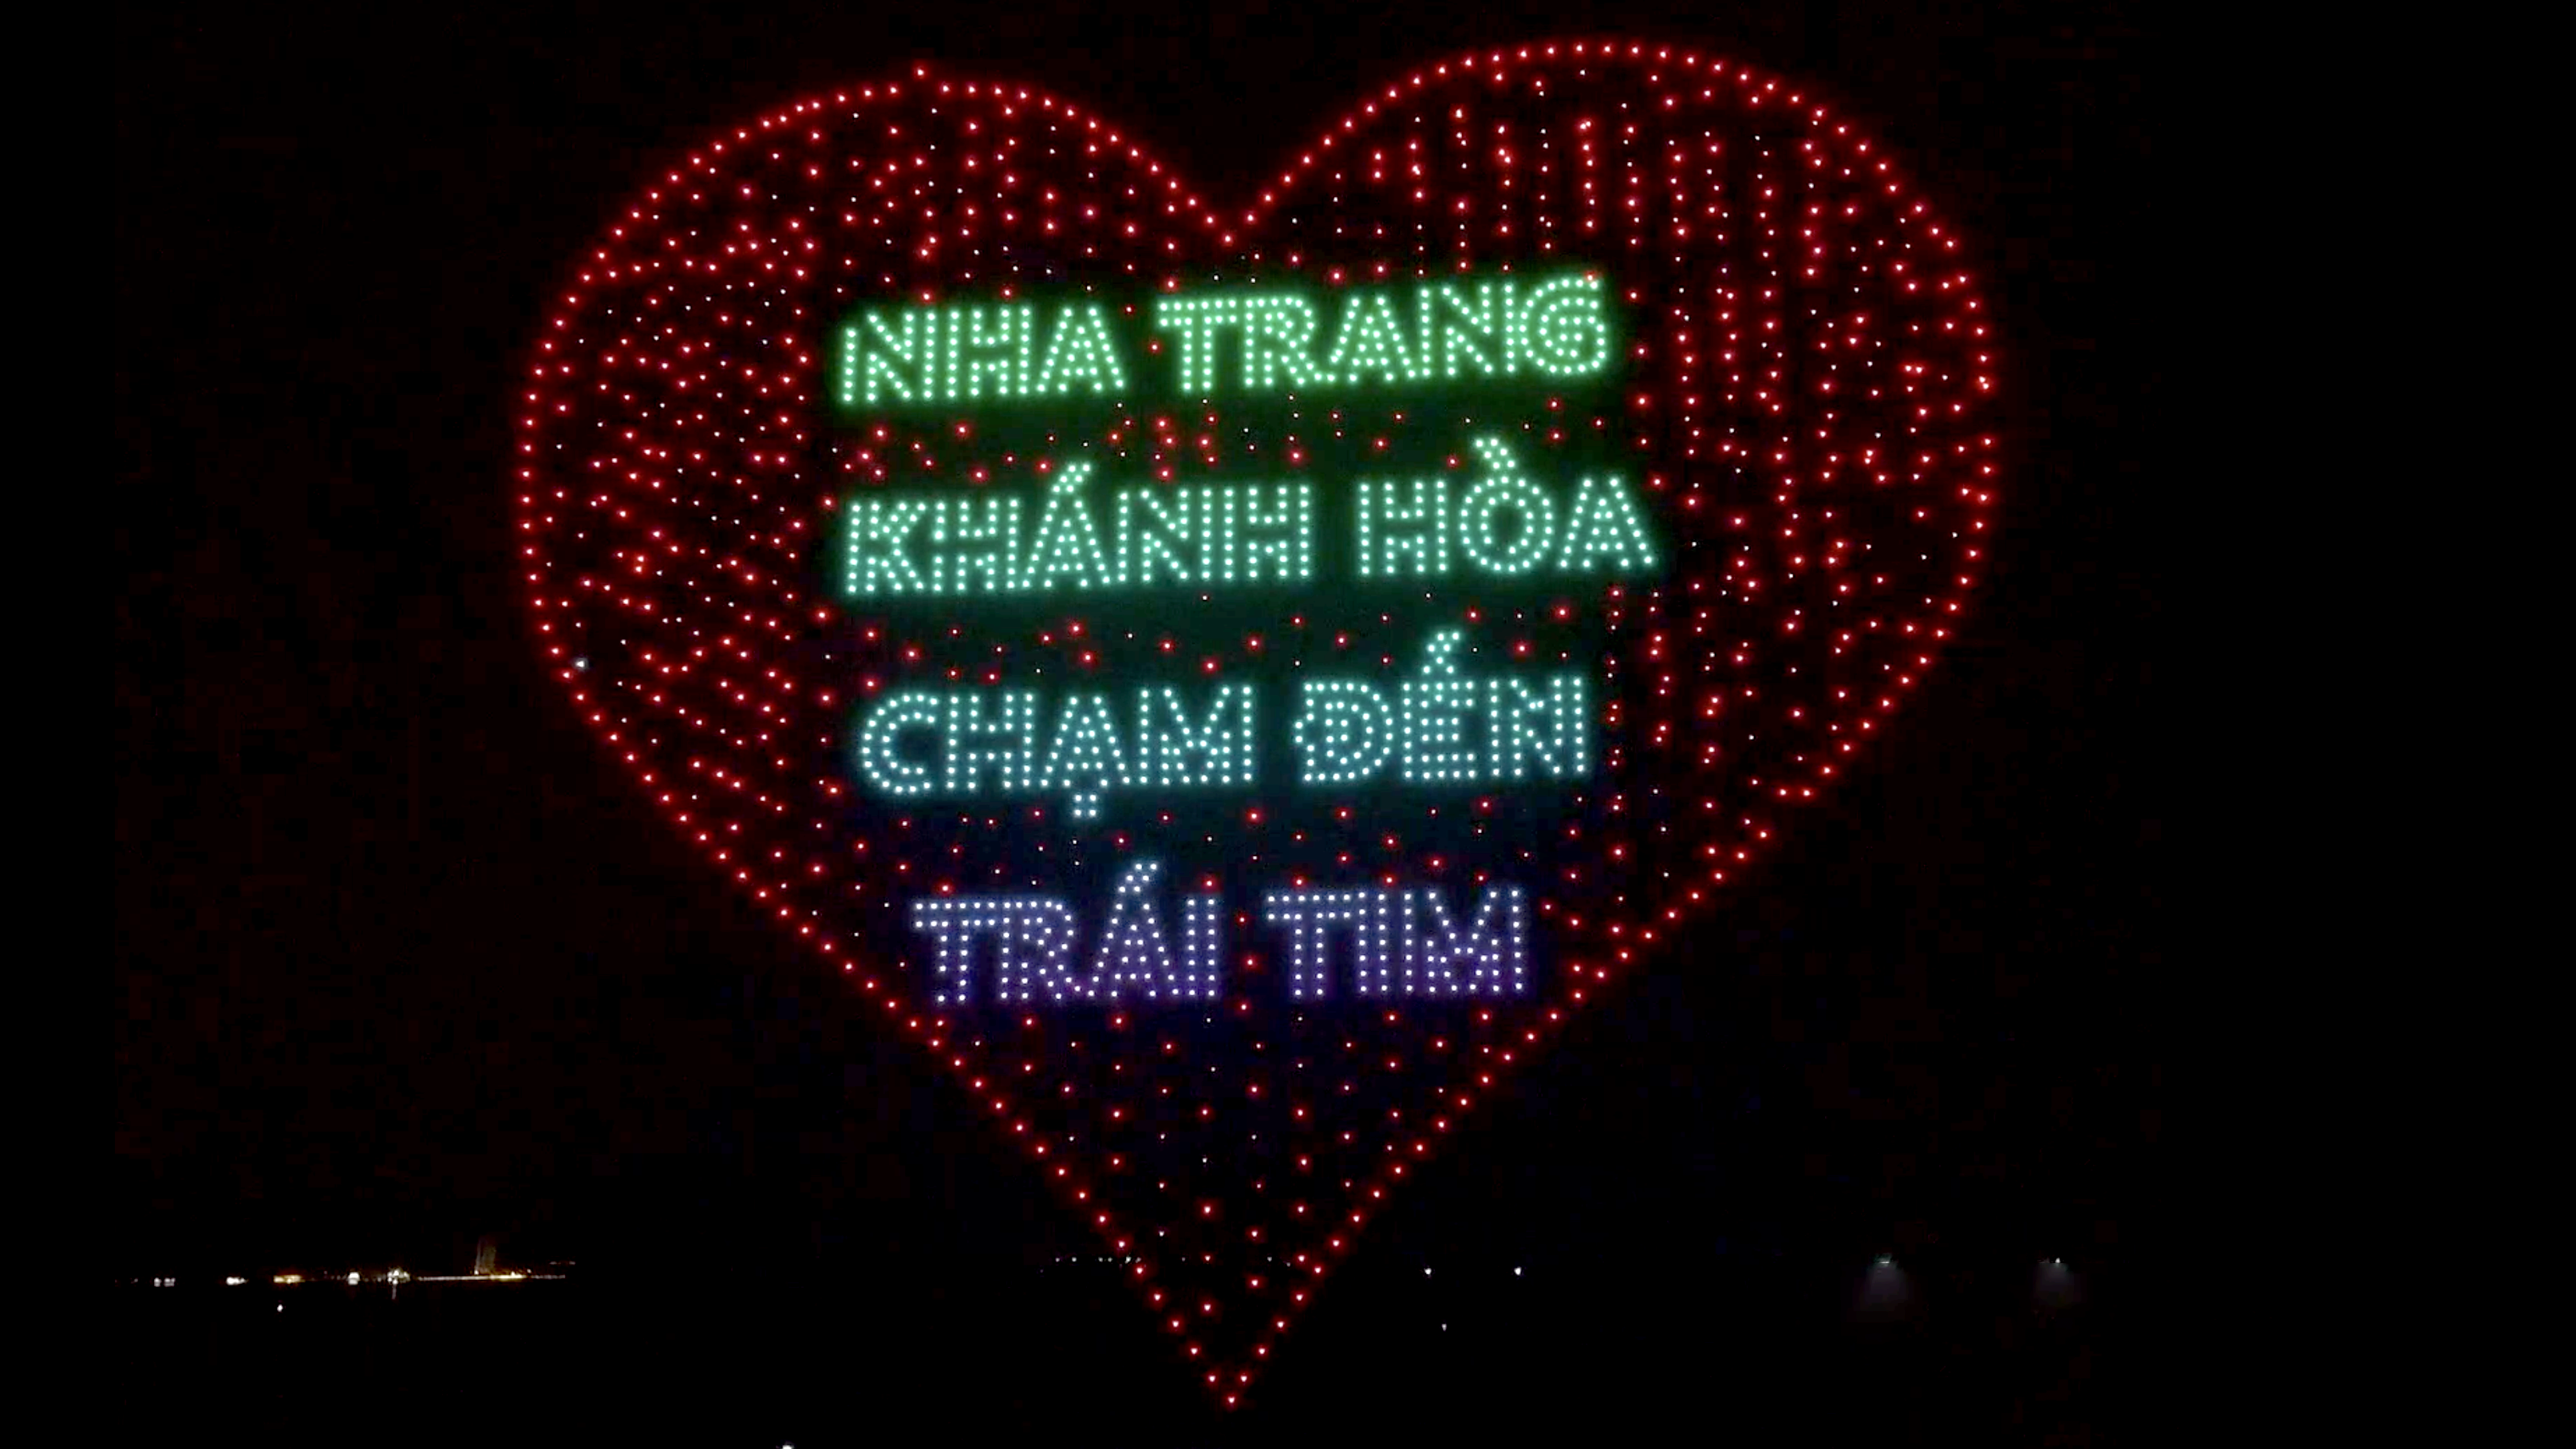 NHA TRANG
KHÁNH HÒA
CHẠM ĐẾN
TRÁI TIM